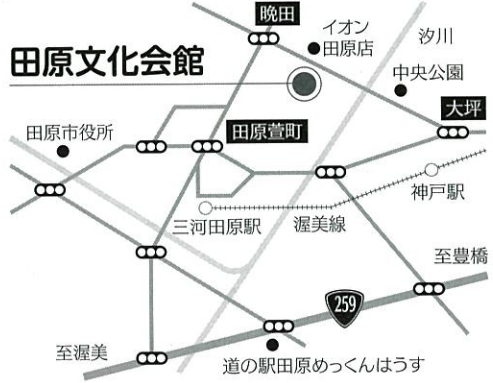 晩田
イオン
田原店
汐川
田原文化会館
中央公園
大坪
田原市役所
田原萱町
神戸駅
三河田原駅
渥美線
至豊橋
259
至渥美
道の駅田原めっくんはうす